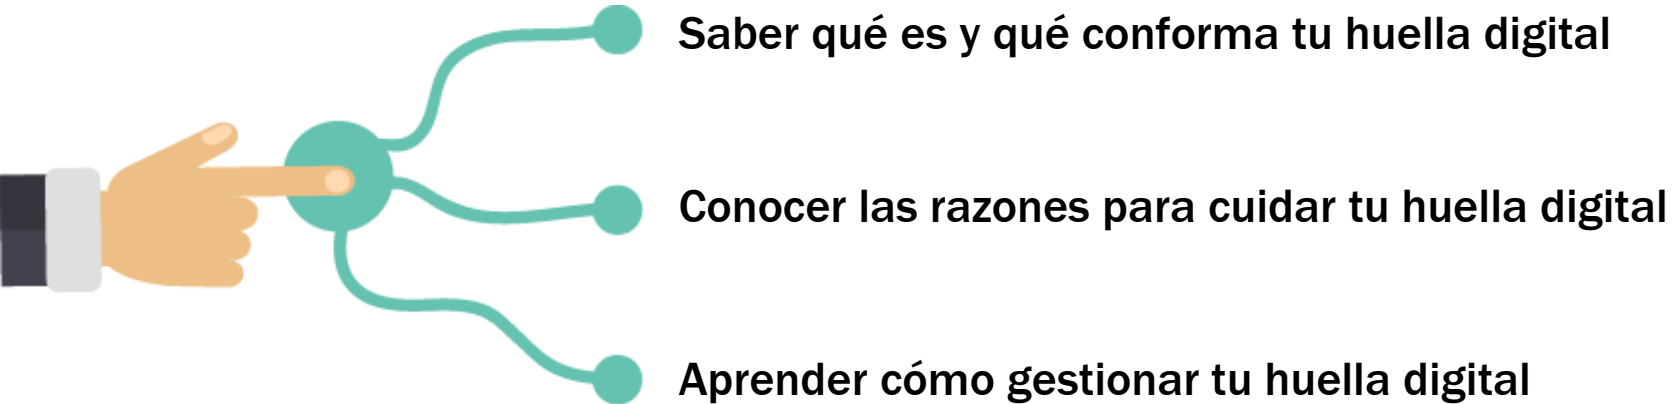 Saber qué es y qué conforma tu huella digital
Conocer las razones para cuidar tu huella digital
Aprender cómo gestionar tu huella digital